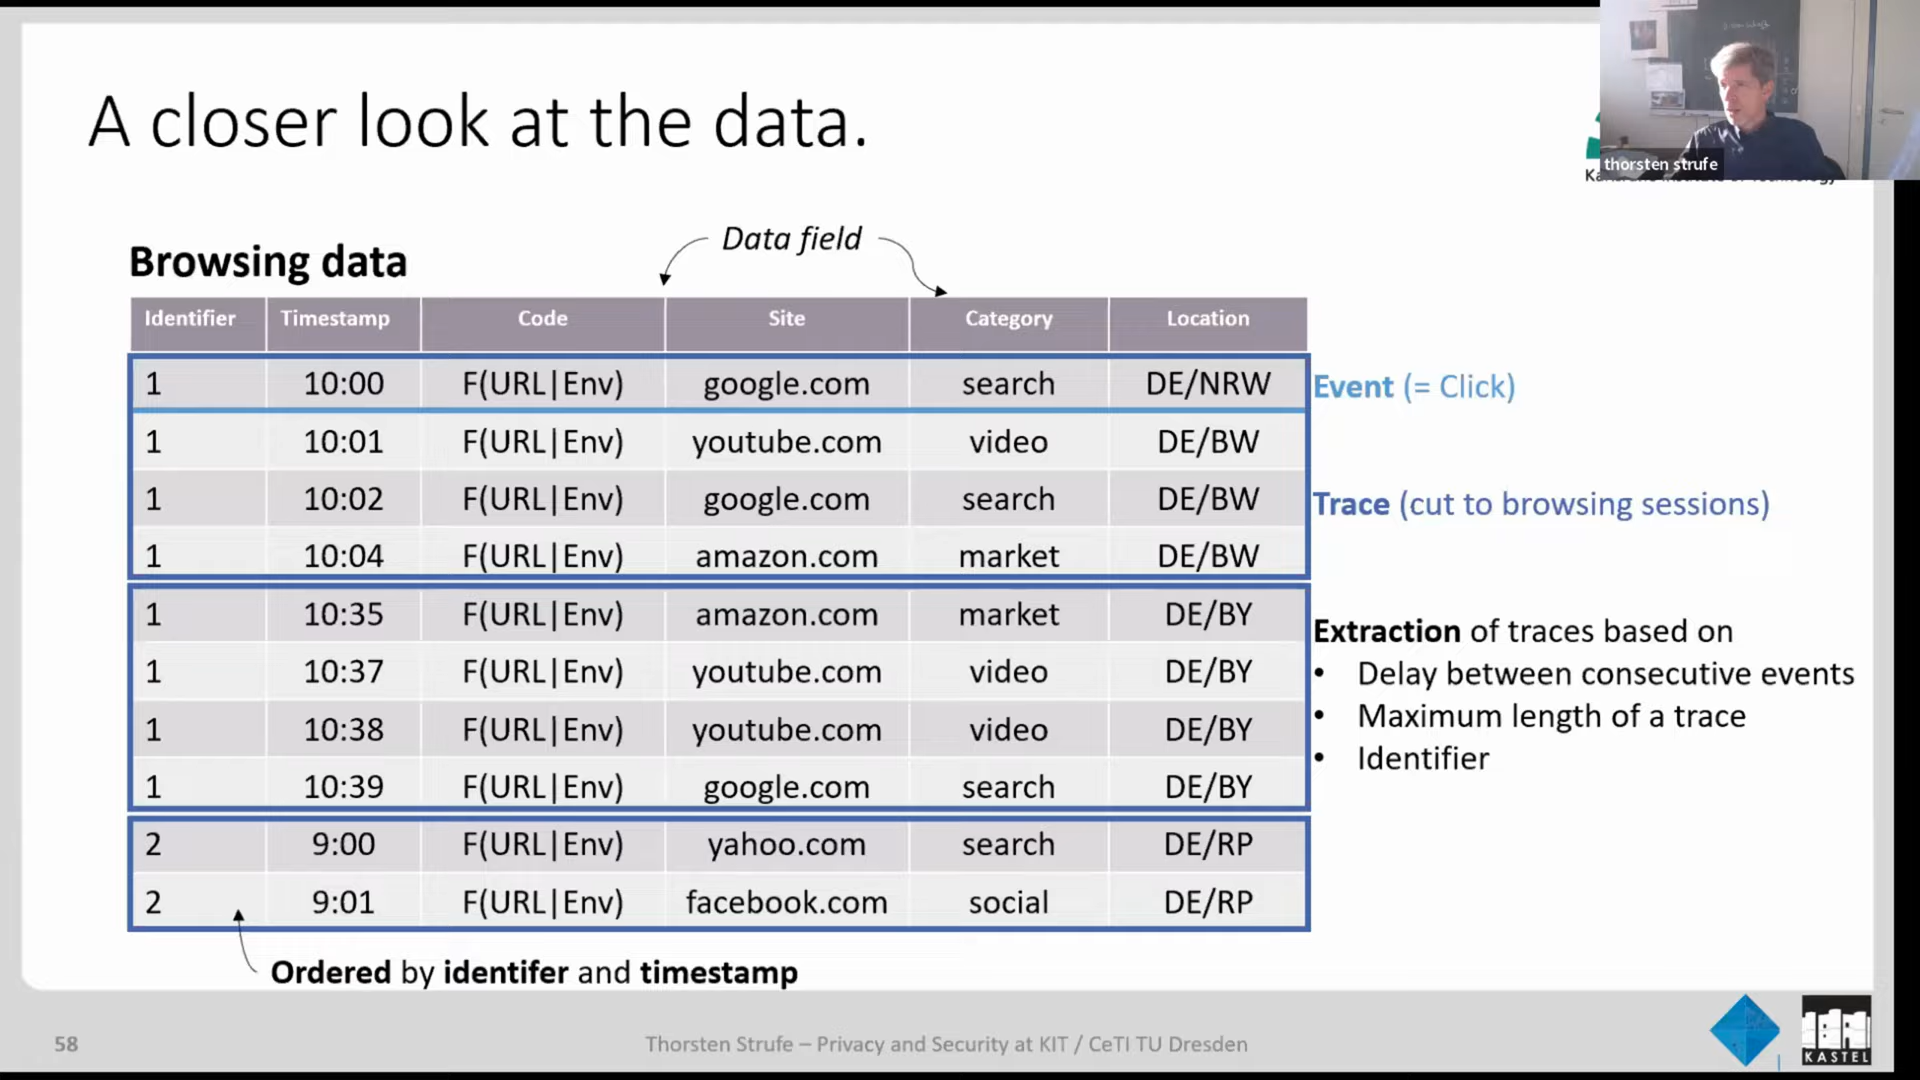 A closer look at the data.
thorsten strufe
Data field
Browsing data
Identifier Timestamp Code Site Category Location
1 10:00 F(URL|Env) google.com search DE/NRW
Event (= Click)
1 10:01 F(URL|Env) youtube.com video DE/BW
1 10:02 F(URL|Env) google.com search DE/BW
Trace (cut to browsing sessions)
1 10:04 F(URL|Env) amazon.com market DE/BW
1 10:35 F(URL|Env) amazon.com market DE/BY
Extraction of traces based on
• Delay between consecutive events
• Maximum length of a trace
• Identifier
1 10:37 F(URL|Env) youtube.com video DE/BY
1 10:38 F(URL|Env) youtube.com video DE/BY
1 10:39 F(URL|Env) google.com search DE/BY
2 9:00 F(URL|Env) yahoo.com search DE/RP
2 9:01 F(URL|Env) facebook.com social DE/RP
Ordered by identifer and timestamp
58
Thorsten Strufe – Privacy and Security at KIT / CeTI TU Dresden
KASTEL